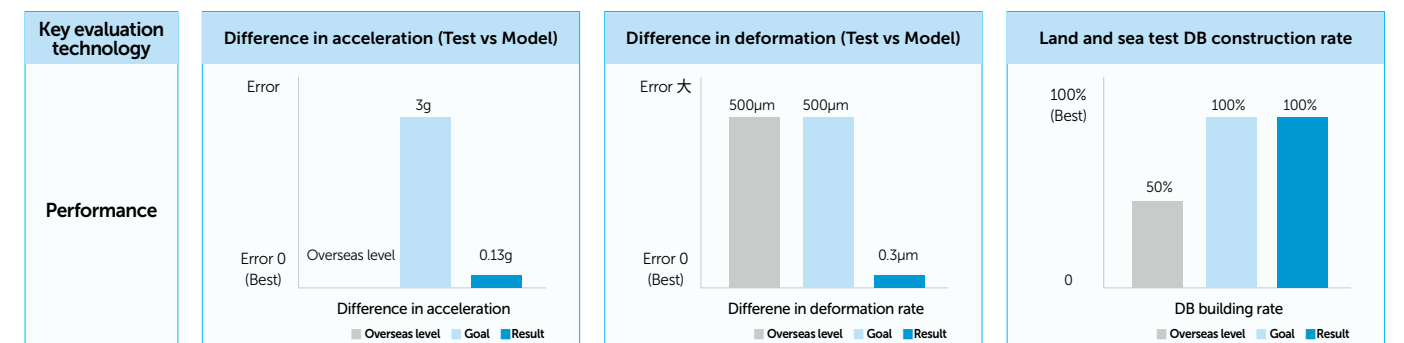 Key evaluation
technology
Performance
Difference in acceleration (Test vs Model)
Error
3g
Overseas level
0.13g
Error 0
(Best)
Difference in acceleration
Overseas level Goal Result
Difference in deformation (Test vs Model)
Error 大
500µm 500µm
0.3µm
Error 0
(Best)
Differene in deformation rate
Overseas level Goal Result
Land and sea test DB construction rate
100%
(Best)
100% 100%
50%
0
DB building rate
Overseas level Goal Result